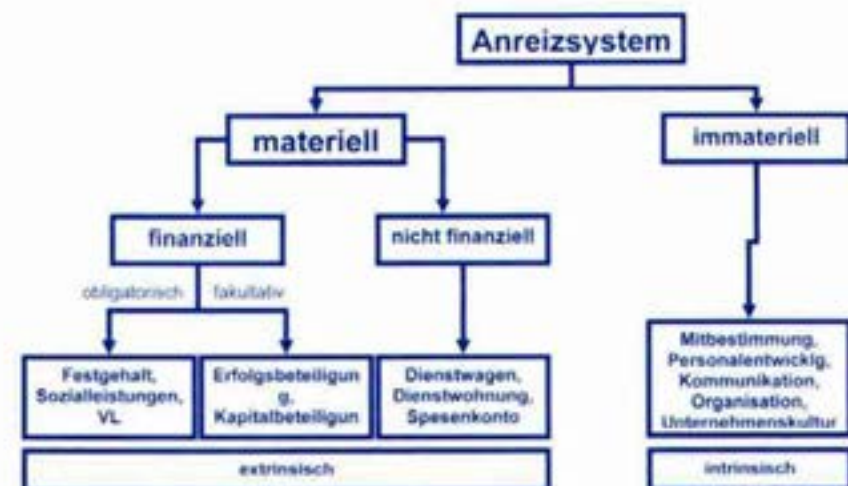 Anreizsystem
materiell
immateriell
finanziell
nicht finanziell
obligatorisch
fakultativ
Festgehalt,
Sozialleistungen,
VL
Erfolgsbeteiligun
g,
Kapitalbeteiligun
Dienstwagen,
Dienstwohnung,
Spesenkonto
Mitbestimmung,
Personalentwicklg,
Kommunikation,
Organisation,
Unternehmenskultur
extrinsisch
intrinsisch